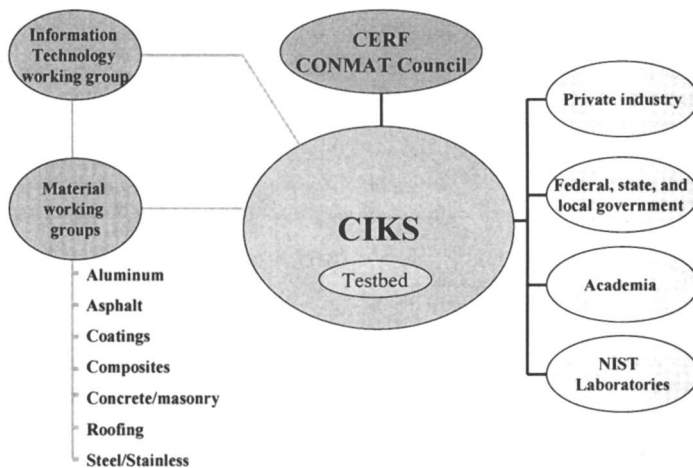 Information
Technology
working group
CERF
CONMAT Council
Private industry
Material
working
groups
Federal, state, and
local government
CIKS
Testbed
Aluminum
Asphalt
Coatings
Composites
Concrete/masonry
Roofing
Steel/Stainless
Academia
NIST
Laboratories